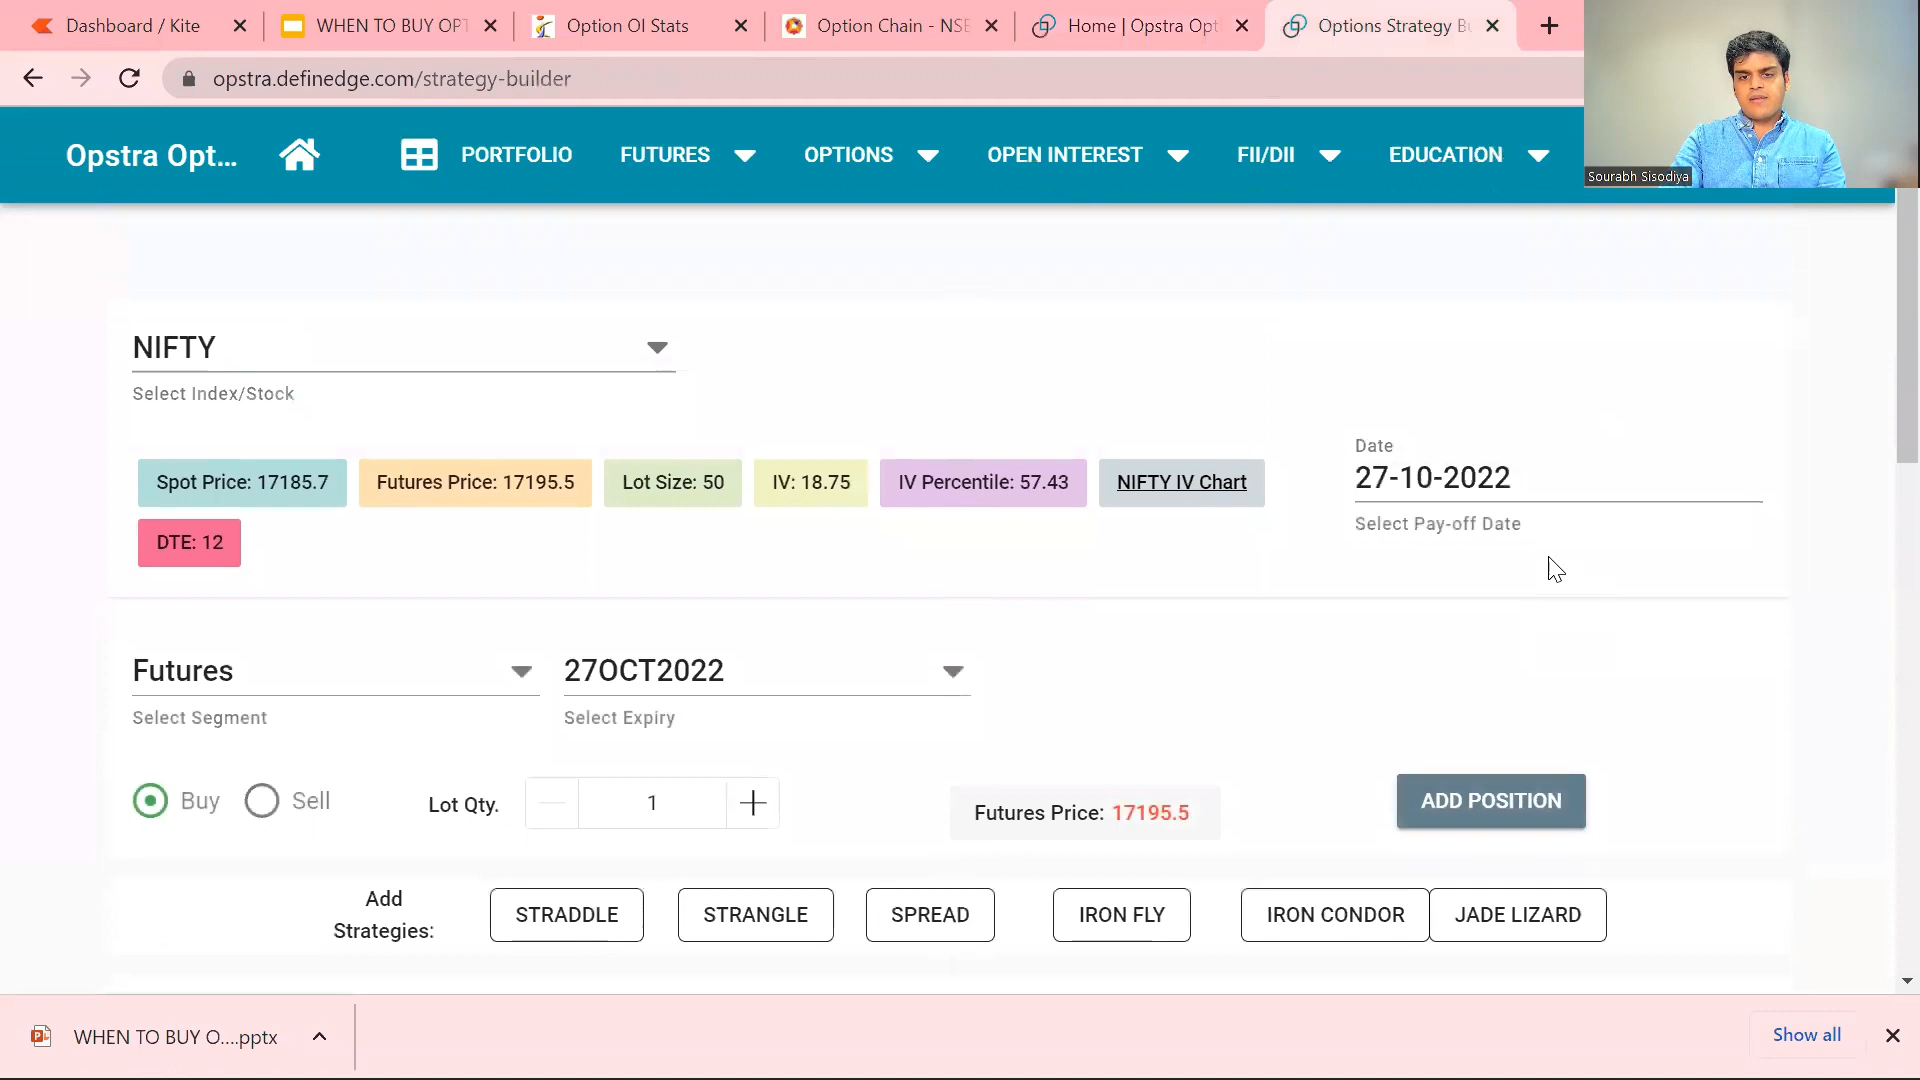 Dashboard / Kite
WHEN TO BUY OPT
Option OI Stats
Option Chain - NSE
Home | Opstra Opt
Options Strategy Bu
opstra.definedge.com/strategy-builder
Sourabh Sisodiya
Opstra Opt...
PORTFOLIO
FUTURES
OPTIONS
OPEN INTEREST
FII/DII
EDUCATION
NIFTY
Select Index/Stock
Spot Price: 17185.7
Futures Price: 17195.5
Lot Size: 50
IV: 18.75
IV Percentile: 57.43
NIFTY IV Chart
DTE: 12
Date
27-10-2022
Select Pay-off Date
Futures
Select Segment
27OCT2022
Select Expiry
Buy
Sell
Lot Qty.
1
Futures Price: 17195.5
ADD POSITION
Add
Strategies:
STRADDLE
STRANGLE
SPREAD
IRON FLY
IRON CONDOR
JADE LIZARD
WHEN TO BUY O....pptx
Show all